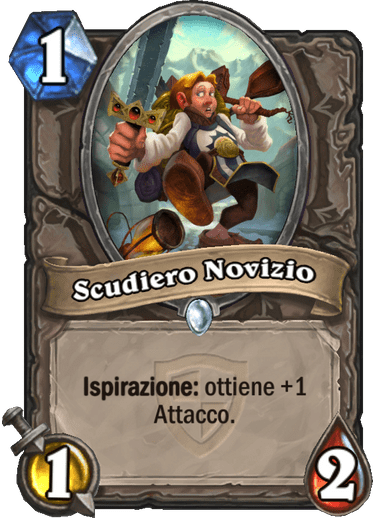 1
Scudiero Novizio
Ispirazione: ottiene +1
Attacco.
1
2